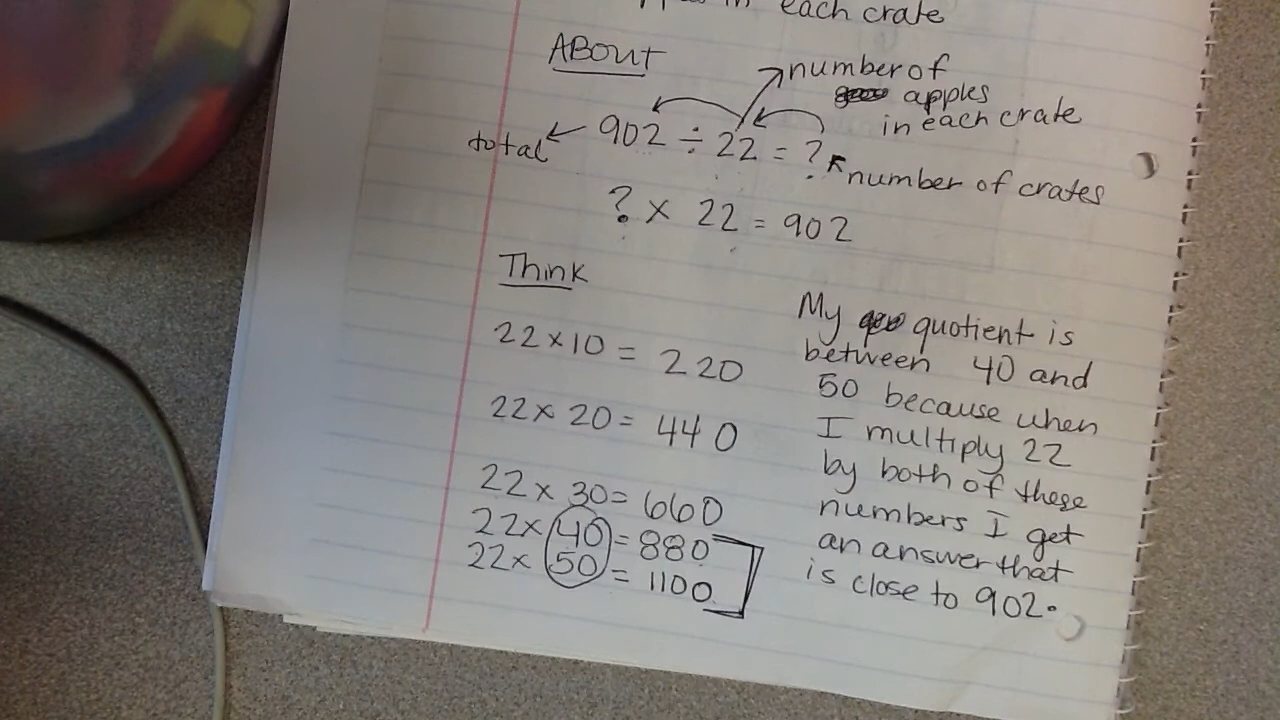 in each crate
ABOUT
number of
apples
in each crate
total
902 ÷ 22 = ?
number of crates
? × 22 = 902
Think
22 × 10 = 220
22 × 20 = 440
22 × 30 = 660
22 × 40 = 880
22 × 50 = 1100
My quotient is
between 40 and
50 because when
I multiply 22
by both of these
numbers I get
an answer that
is close to 902.